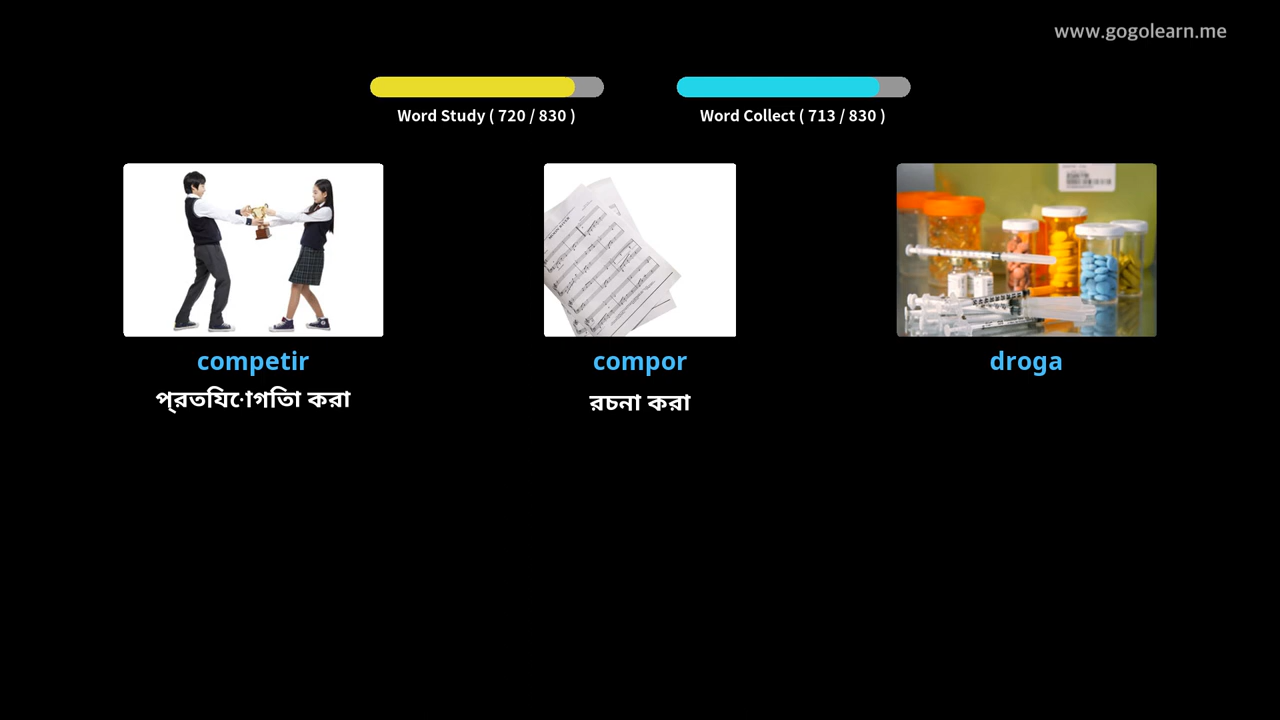 www.gogolearn.me
Word Study ( 720 / 830 )
Word Collect ( 713 / 830 )
competir
compor
droga
প্রতিযোগিতা করা
রচনা করা